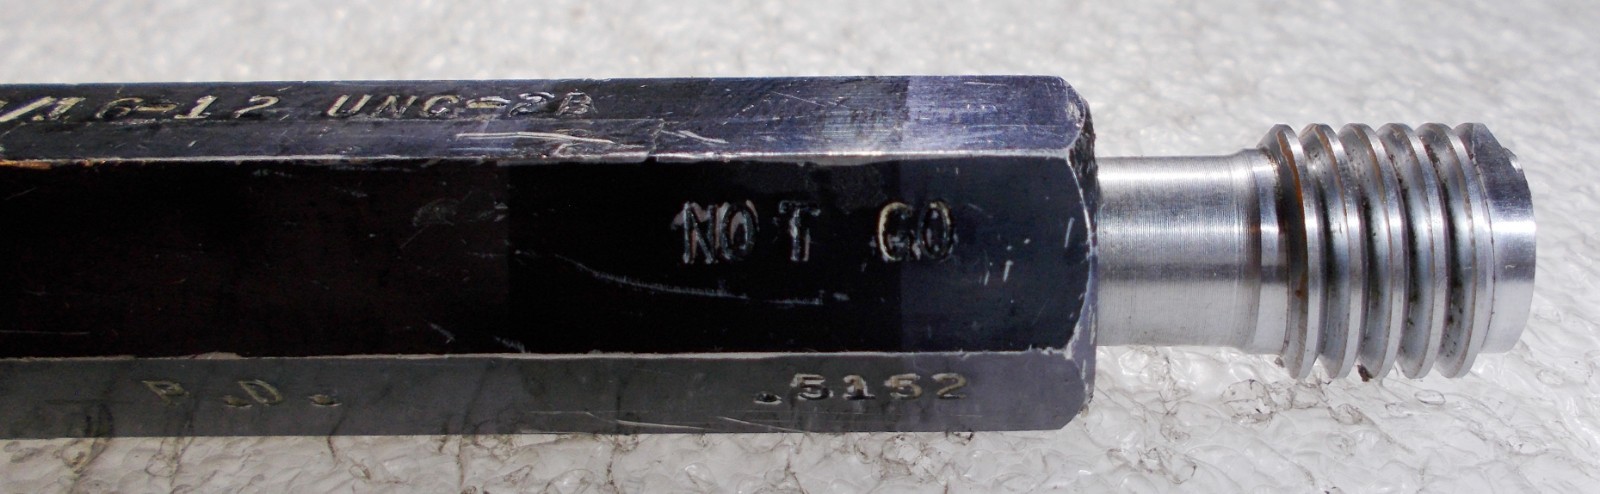 /16-12 UNC-2B
NOT GO
P.D. .5152